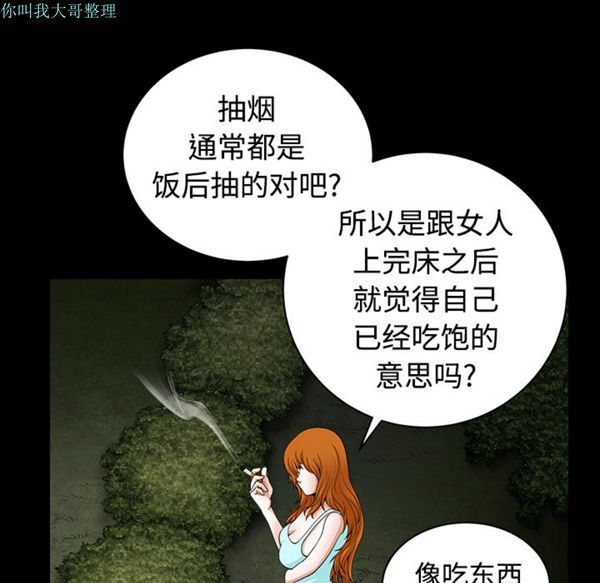 你叫我大哥整理
抽烟
通常都是
饭后抽的对吧?
所以是跟女人
上完床之后
就觉得自己
已经吃饱的
意思吗?
像吃东西